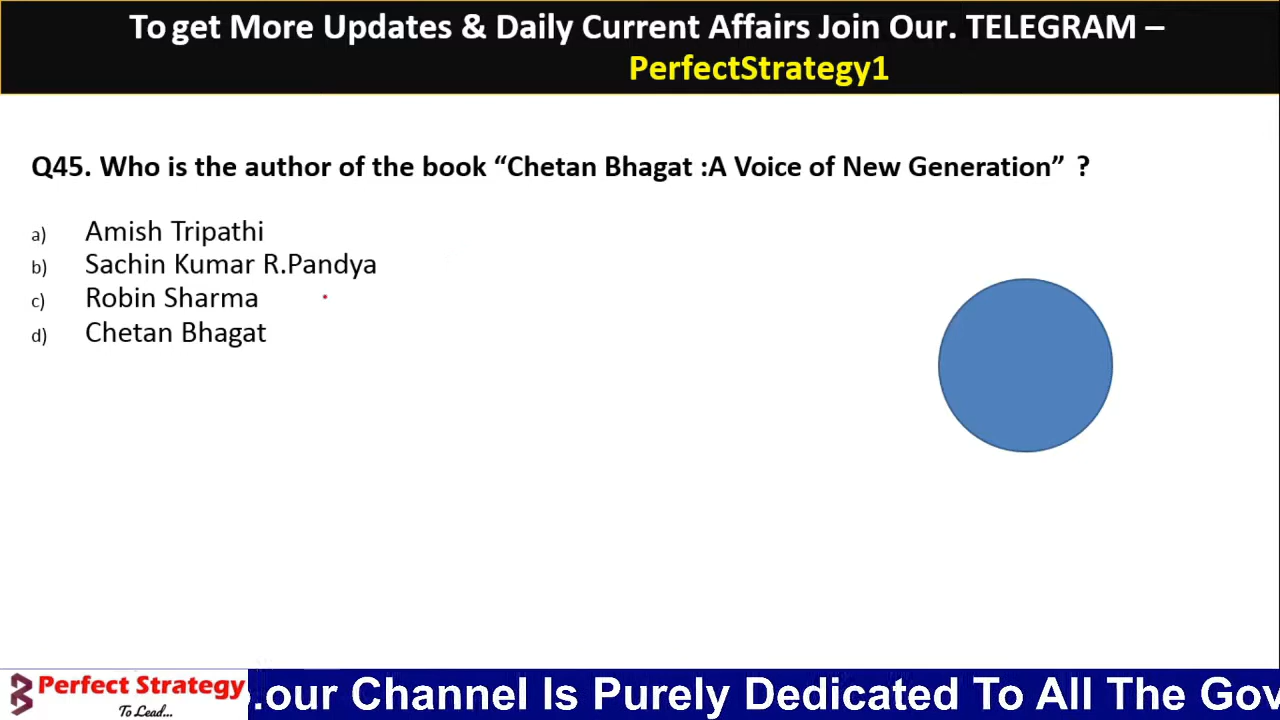 To get More Updates & Daily Current Affairs Join Our. TELEGRAM –
PerfectStrategy1
Q45. Who is the author of the book “Chetan Bhagat :A Voice of New Generation” ?
a) Amish Tripathi
b) Sachin Kumar R.Pandya
c) Robin Sharma
d) Chetan Bhagat
Perfect Strategy
To Lead...
.our Channel Is Purely Dedicated To All The Gov